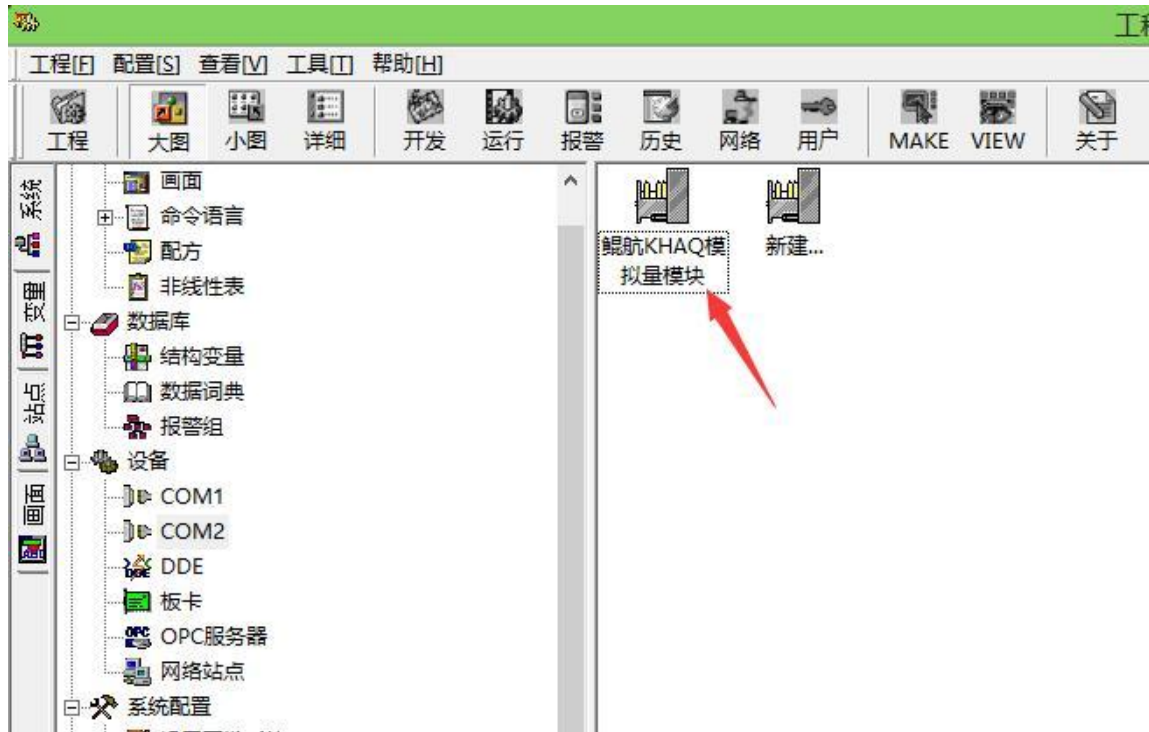 工程
工程[F] 配置[S] 查看[V] 工具[T] 帮助[H]
工程 大图 小图 详细 开发 运行 报警 历史 网络 用户 MAKE VIEW 关于
系统
变量
站点
画面
画面
命令语言
配方
非线性表
数据库
结构变量
数据词典
报警组
设备
COM1
COM2
DDE
板卡
OPC服务器
网络站点
系统配置
鲲航KHAQ模
拟量模块
新建...